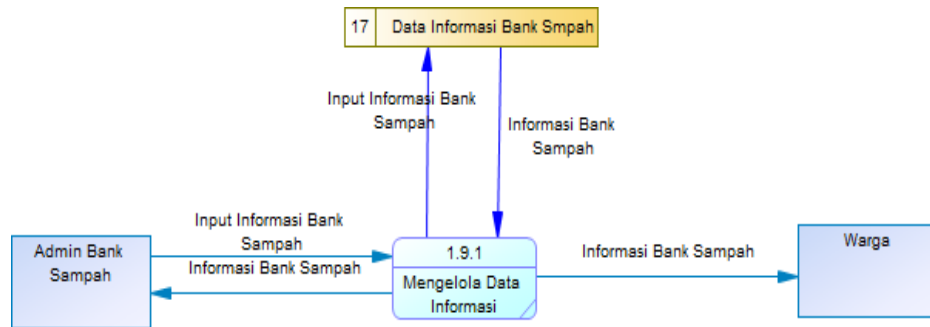 17 Data Informasi Bank Smpah
Input Informasi Bank
Sampah
Informasi Bank
Sampah
Input Informasi Bank
Sampah
Informasi Bank Sampah
Admin Bank
Sampah
1.9.1
Mengelola Data
Informasi
Informasi Bank Sampah
Warga